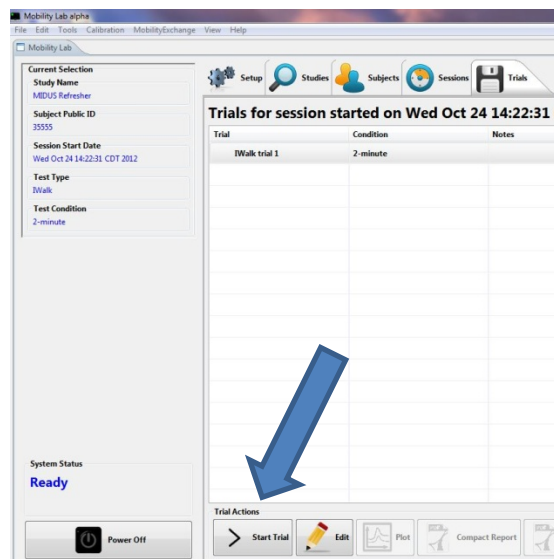 Mobility Lab alpha
File Edit Tools Calibration MobilityExchange View Help
Mobility Lab
Current Selection
Study Name
MIDUS Refresher
Subject Public ID
35555
Session Start Date
Wed Oct 24 14:22:31 CDT 2012
Test Type
IWalk
Test Condition
2-minute
System Status
Ready
Power Off
Setup Studies Subjects Sessions Trials
Trials for session started on Wed Oct 24 14:22:31
Trial Condition Notes
IWalk trial 1 2-minute
Trial Actions
Start Trial Edit Plot Compact Report